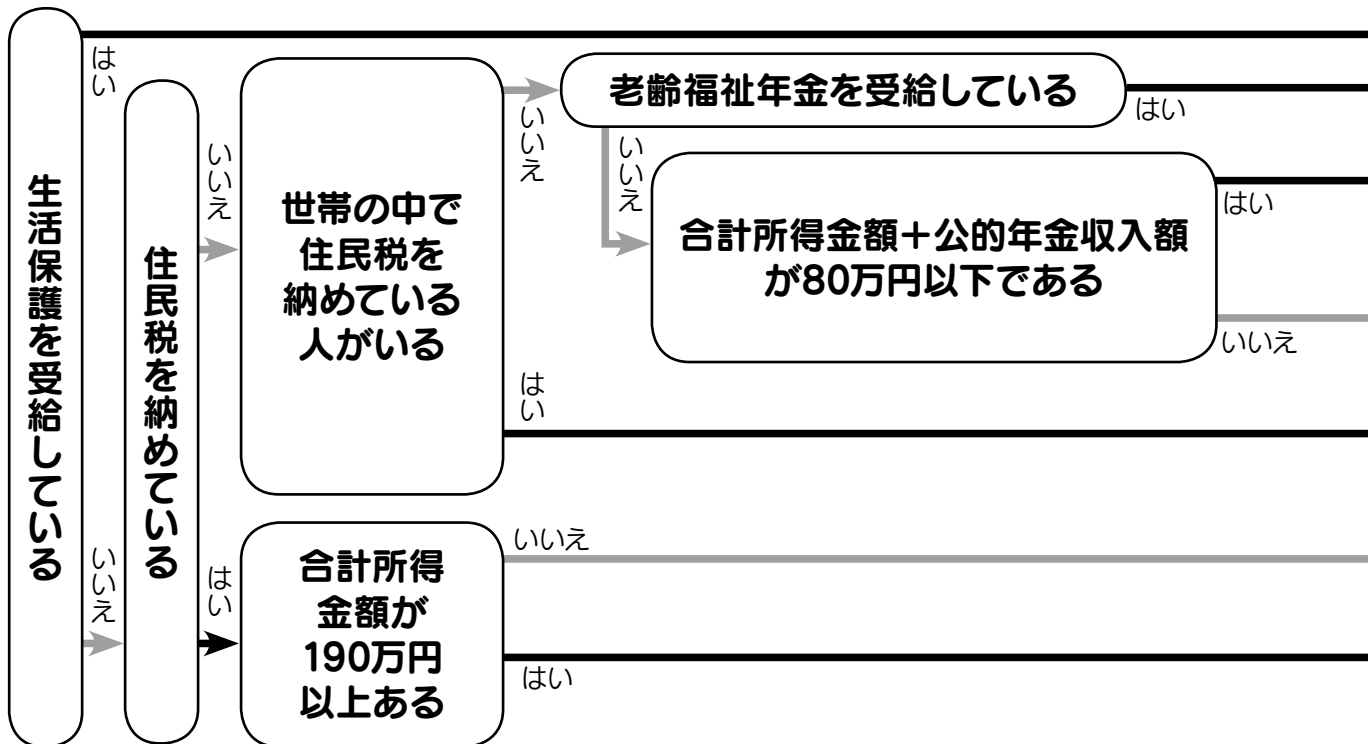 生活保護を受給している
はい
いいえ
住民税を納めている
いいえ
はい
世帯の中で
住民税を
納めている
人がいる
いいえ
はい
老齢福祉年金を受給している
はい
いいえ
合計所得金額+公的年金収入額
が80万円以下である
はい
いいえ
合計所得
金額が
190万円
以上ある
いいえ
はい